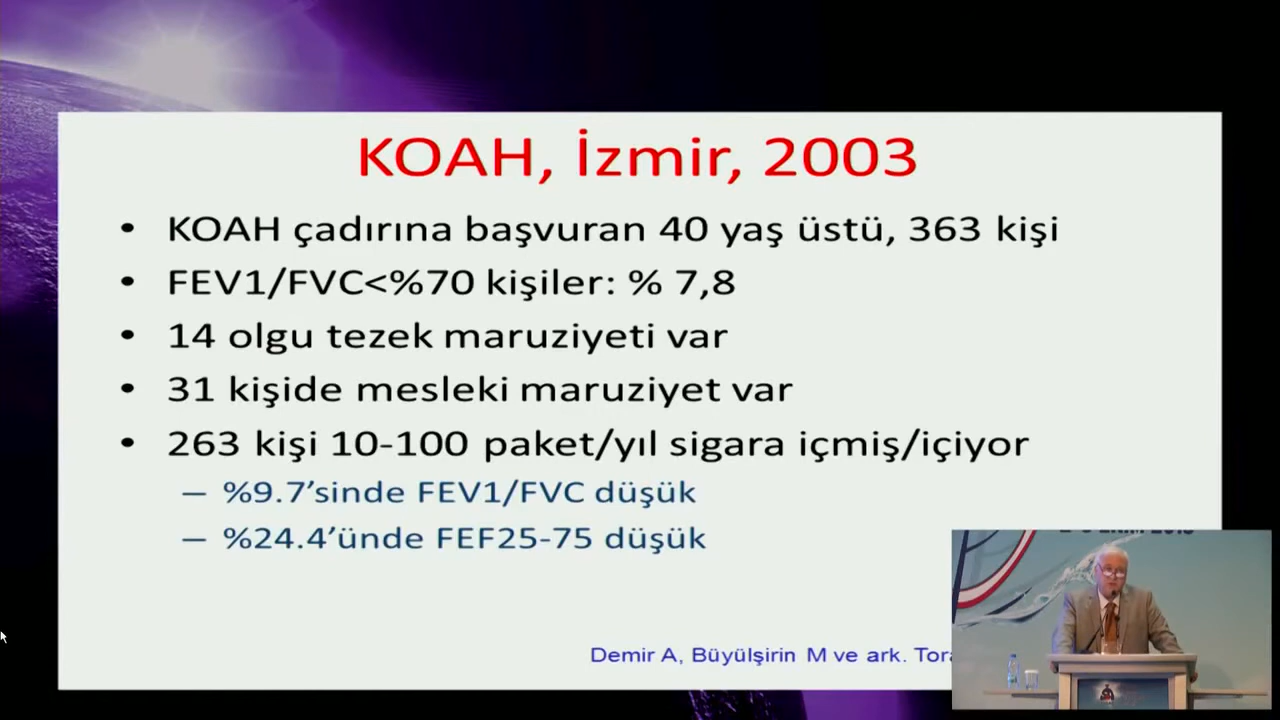 KOAH, İzmir, 2003
• KOAH çadırına başvuran 40 yaş üstü, 363 kişi
• FEV1/FVC<%70 kişiler: % 7,8
• 14 olgu tezek maruziyeti var
• 31 kişide mesleki maruziyet var
• 263 kişi 10-100 paket/yıl sigara içmiş/içiyor
– %9.7’sinde FEV1/FVC düşük
– %24.4’ünde FEF25-75 düşük
Demir A, Büyülşirin M ve ark.